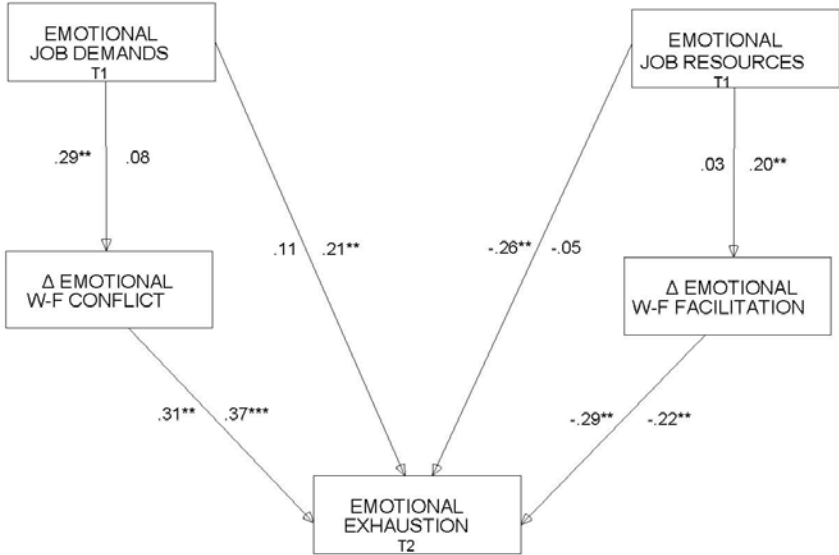 EMOTIONAL
JOB DEMANDS
T1
EMOTIONAL
JOB RESOURCES
T1
.29** .08
.03 .20**
.11 .21**
-.26** -.05
Δ EMOTIONAL
W-F CONFLICT
Δ EMOTIONAL
W-F FACILITATION
.31** .37***
-.29** -.22**
EMOTIONAL
EXHAUSTION
T2